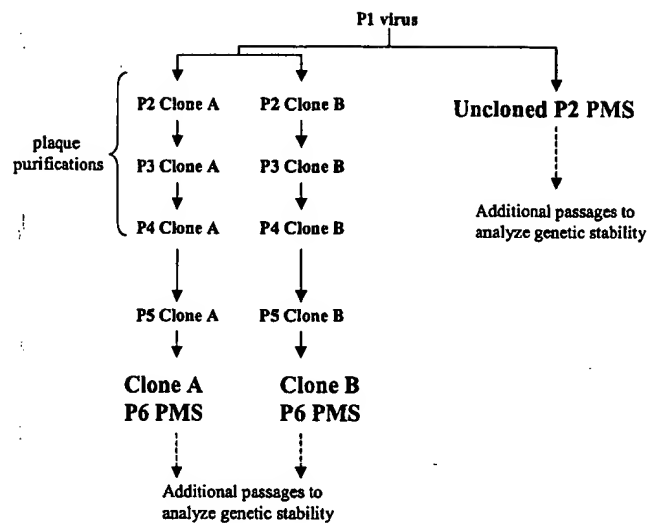 P1 virus
P2 Clone A
P2 Clone B
Uncloned P2 PMS
plaque
purifications
P3 Clone A
P3 Clone B
P4 Clone A
P4 Clone B
Additional passages to
analyze genetic stability
P5 Clone A
P5 Clone B
Clone A
P6 PMS
Clone B
P6 PMS
Additional passages to
analyze genetic stability